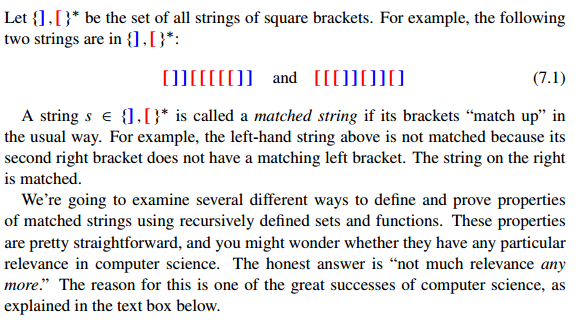 Let {],[}* be the set of all strings of square brackets. For example, the following
two strings are in {],[}*:
[]][[[[[]] and [[[]][]][] (7.1)
A string s ∈ {],[}* is called a matched string if its brackets “match up” in
the usual way. For example, the left-hand string above is not matched because its
second right bracket does not have a matching left bracket. The string on the right
is matched.
We’re going to examine several different ways to define and prove properties
of matched strings using recursively defined sets and functions. These properties
are pretty straightforward, and you might wonder whether they have any particular
relevance in computer science. The honest answer is “not much relevance any
more.” The reason for this is one of the great successes of computer science, as
explained in the text box below.